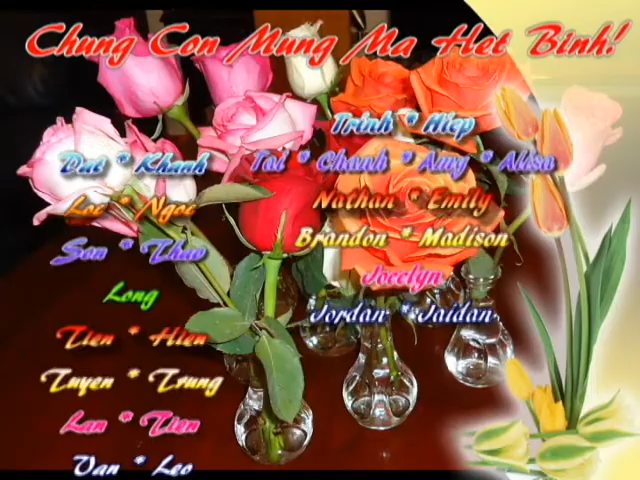 Chung Con Mung Ma Het Binh!
Trinh * Hiep
Dat * Khanh
Tai * Chanh * Amy * Alisa
Loc * Ngoc
Nathan * Emily
Son * Thao
Brandon * Madison
Long
Jocelyn
Tien * Hien
Jordan * Jaidan
Tuyen * Trung
Lan * Tien
Van * Leo